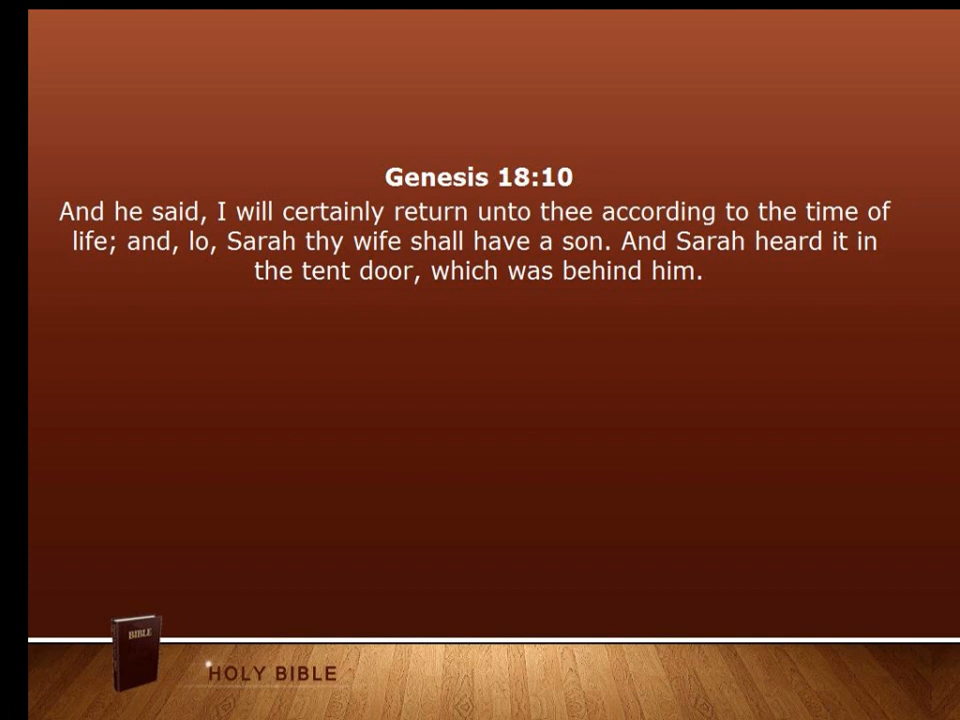 Genesis 18:10
And he said, I will certainly return unto thee according to the time of
life; and, lo, Sarah thy wife shall have a son. And Sarah heard it in
the tent door, which was behind him.
BIBLE
HOLY BIBLE